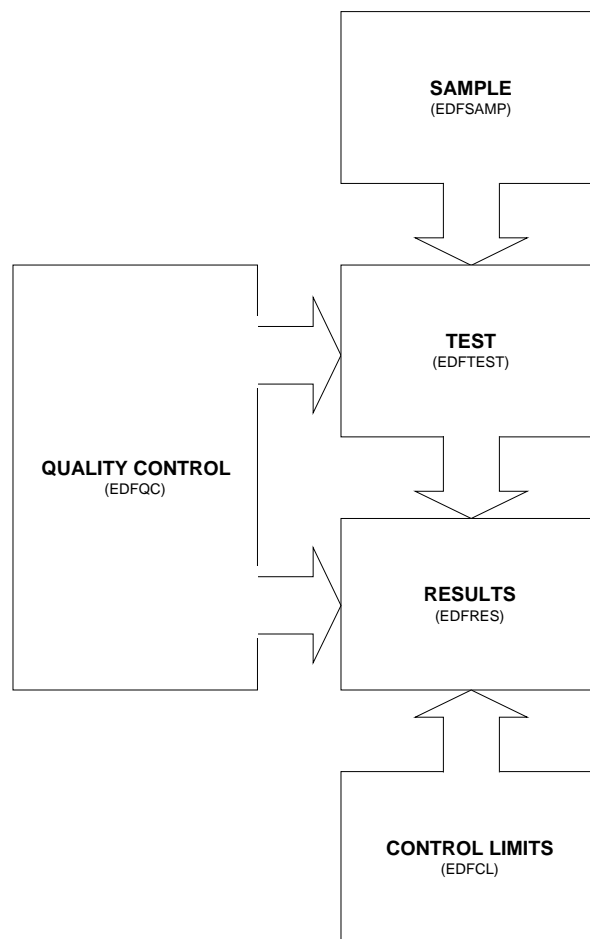 SAMPLE
(EDFSAMP)
TEST
(EDFTEST)
QUALITY CONTROL
(EDFQC)
RESULTS
(EDFRES)
CONTROL LIMITS
(EDFCL)